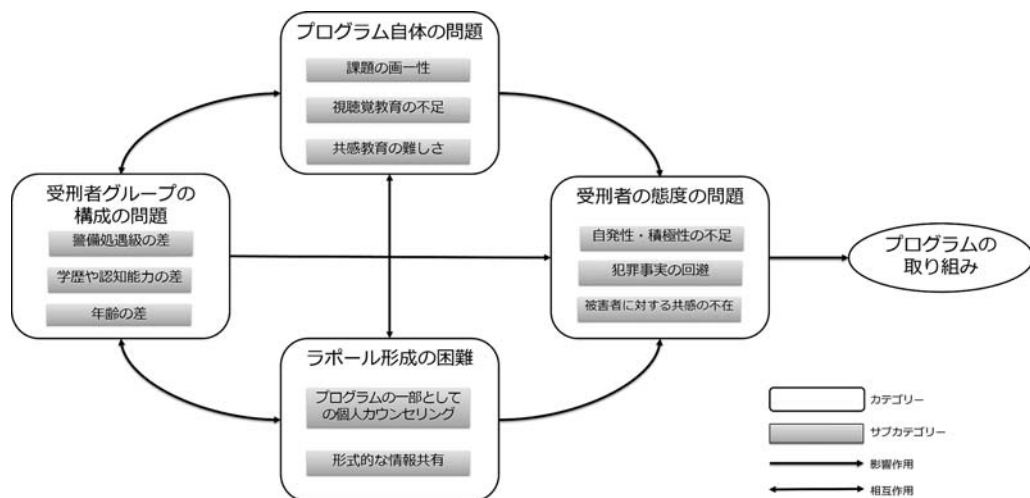 プログラム自体の問題
課題の画一性
視聴覚教育の不足
共感教育の難しさ
受刑者グループの
構成の問題
警備処遇級の差
学歴や認知能力の差
年齢の差
受刑者の態度の問題
自発性・積極性の不足
犯罪事実の回避
被害者に対する共感の不在
プログラムの
取り組み
ラポール形成の困難
プログラムの一部として
の個人カウンセリング
形式的な情報共有
カテゴリー
サブカテゴリー
影響作用
相互作用